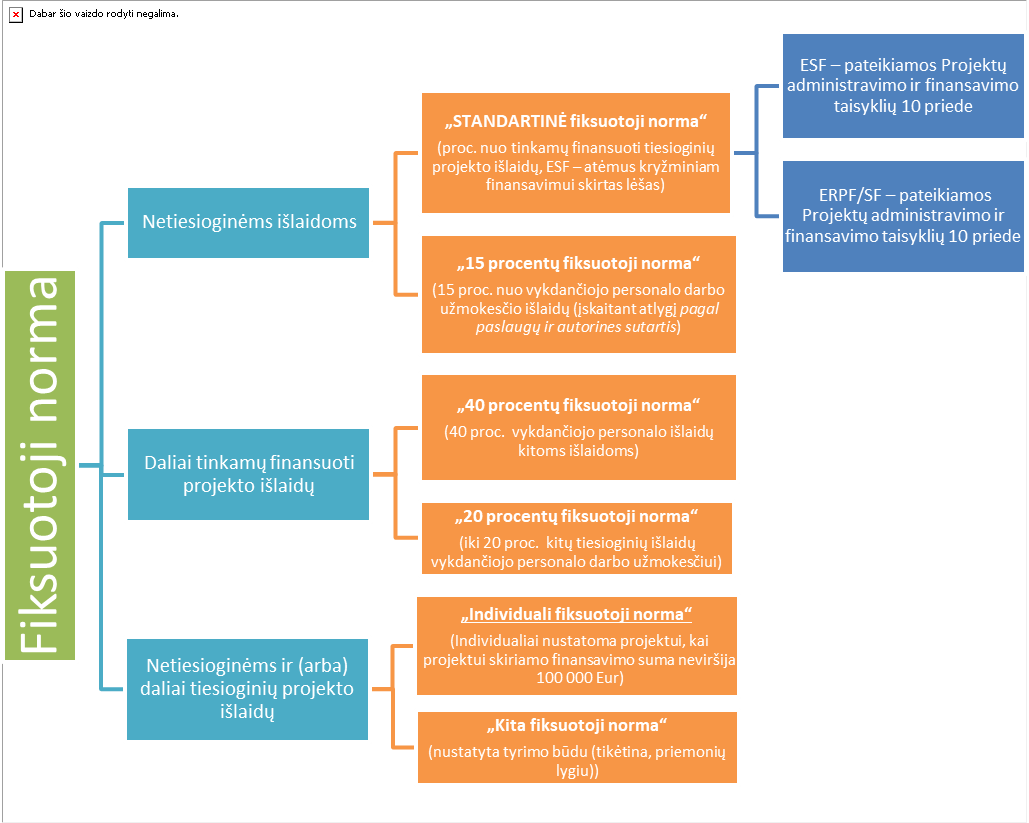 Dabar šio vaizdo rodyti negalima.
Fiksuotoji norma
Netiesioginėms išlaidoms
„STANDARTINĖ fiksuotoji norma“
(proc. nuo tinkamų finansuoti tiesioginių
projekto išlaidų, ESF – atėmus kryžminiam
finansavimui skirtas lėšas)
ESF – pateikiamos Projektų
administravimo ir finansavimo
taisyklių 10 priede
ERPF/SF – pateikiamos
Projektų administravimo ir
finansavimo taisyklių 10 priede
„15 procentų fiksuotoji norma“
(15 proc. nuo vykdančiojo personalo darbo
užmokesčio išlaidų (įskaitant atlygį pagal
paslaugų ir autorines sutartis)
Daliai tinkamų finansuoti
projekto išlaidų
„40 procentų fiksuotoji norma“
(40 proc. vykdančiojo personalo išlaidų
kitoms išlaidoms)
„20 procentų fiksuotoji norma“
(iki 20 proc. kitų tiesioginių išlaidų
vykdančiojo personalo darbo užmokesčiui)
Netiesioginėms ir (arba)
daliai tiesioginių projekto
išlaidų
„Individuali fiksuotoji norma“
(Individualiai nustatoma projektui, kai
projektui skiriamo finansavimo suma neviršija
100 000 Eur)
„Kita fiksuotoji norma“
(nustatyta tyrimo būdu (tikėtina, priemonių
lygiu))